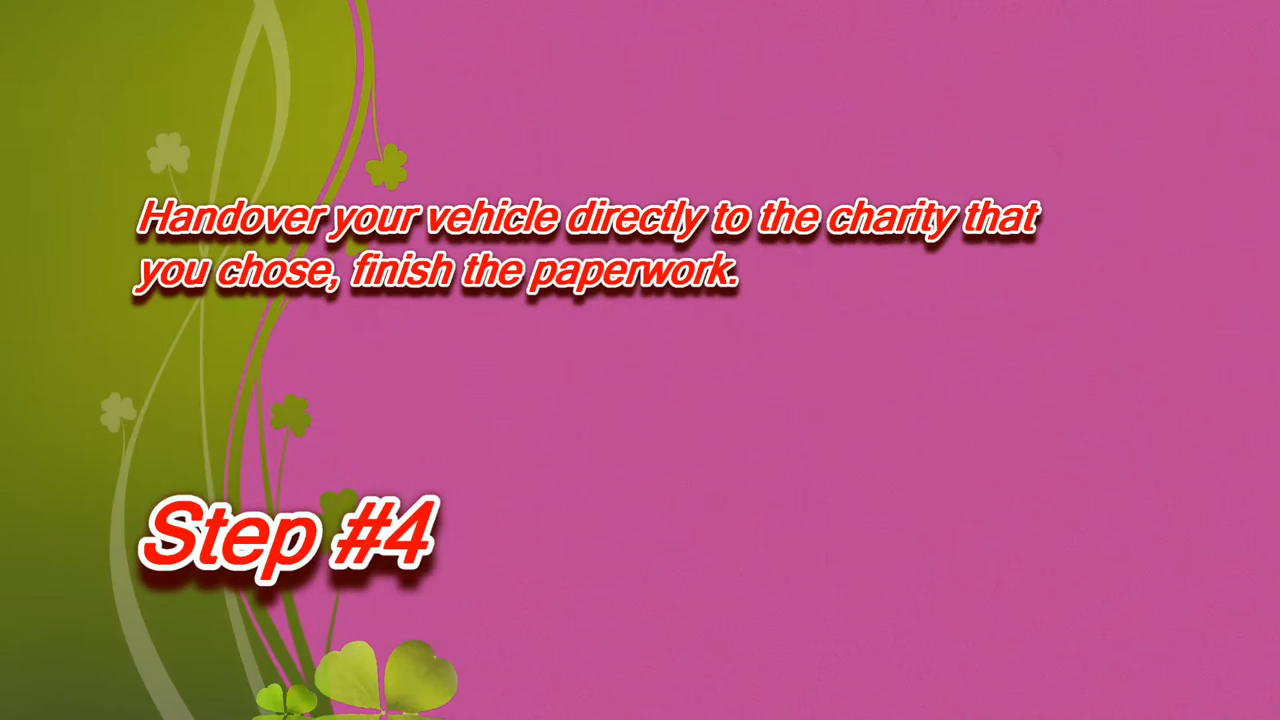 Handover your vehicle directly to the charity that
you chose, finish the paperwork.
Step #4